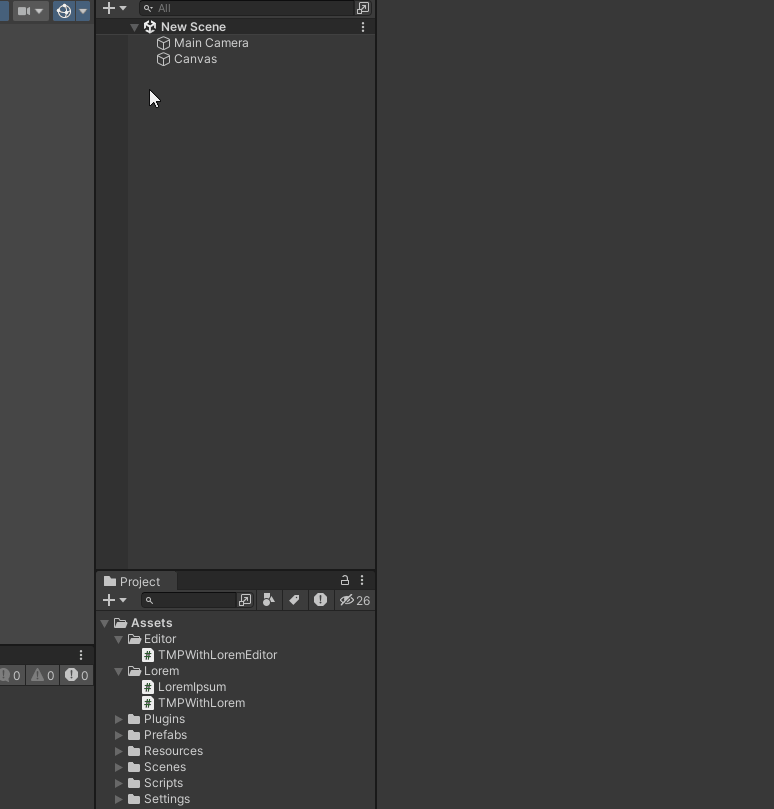 All
New Scene
Main Camera
Canvas
Project
26
Assets
Editor
TMPWithLoremEditor
0 0 0
Lorem
LoremIpsum
TMPWithLorem
Plugins
Prefabs
Resources
Scenes
Scripts
Settings